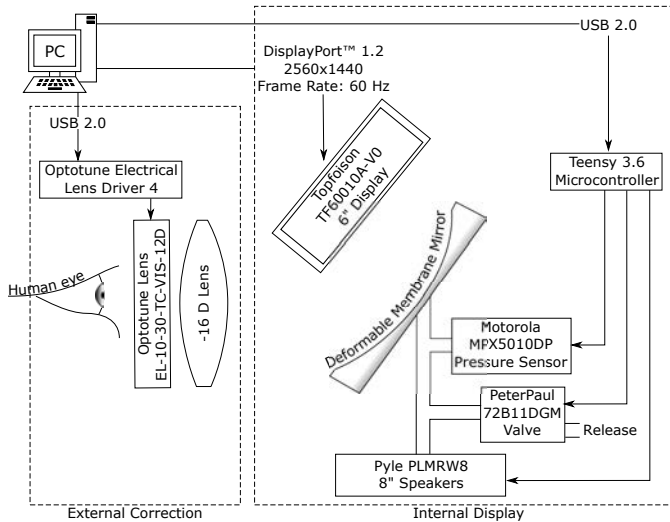 PC
USB 2.0
DisplayPort™ 1.2
2560x1440
Frame Rate: 60 Hz
USB 2.0
Optotune Electrical
Lens Driver 4
Topfoison
TF60010A-V0
6" Display
Teensy 3.6
Microcontroller
Human eye
Optotune Lens
EL-10-30-TC-VIS-12D
-16 D Lens
Deformable Membrane Mirror
Motorola
MPX5010DP
Pressure Sensor
PeterPaul
72B11DGM
Valve
Release
Pyle PLMRW8
8" Speakers
External Correction
Internal Display